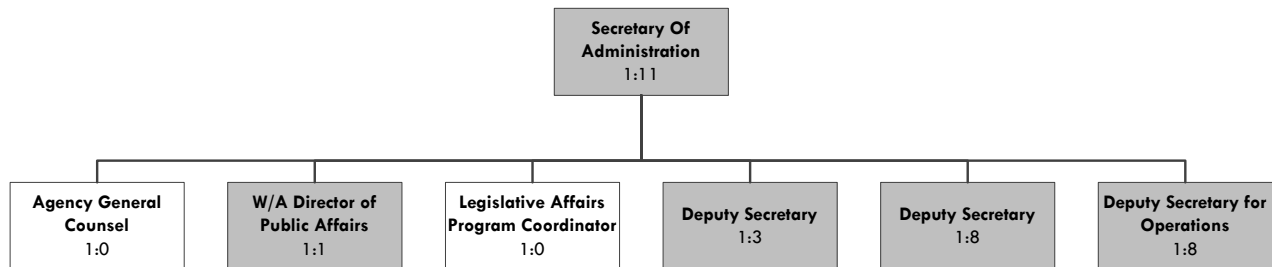 Secretary Of
Administration
1:11
Agency General
Counsel
1:0
W/A Director of
Public Affairs
1:1
Legislative Affairs
Program Coordinator
1:0
Deputy Secretary
1:3
Deputy Secretary
1:8
Deputy Secretary for
Operations
1:8